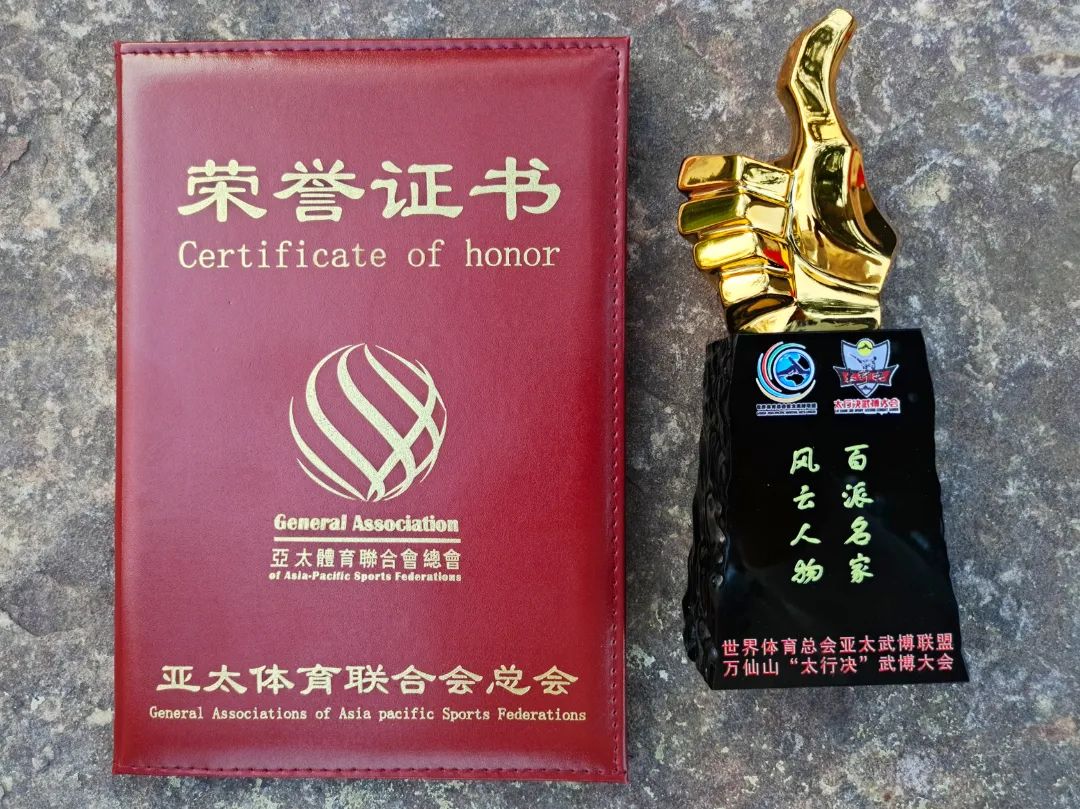 荣誉证书
Certificate of honor
General Association
亞太體育聯合會總會
of Asia-Pacific Sports Federations
亚太体育联合会总会
General Associations of Asia pacific Sports Federations
太行决武博大会
百派名家
风云人物
世界体育总会亚太武博联盟
万仙山“太行决”武博大会